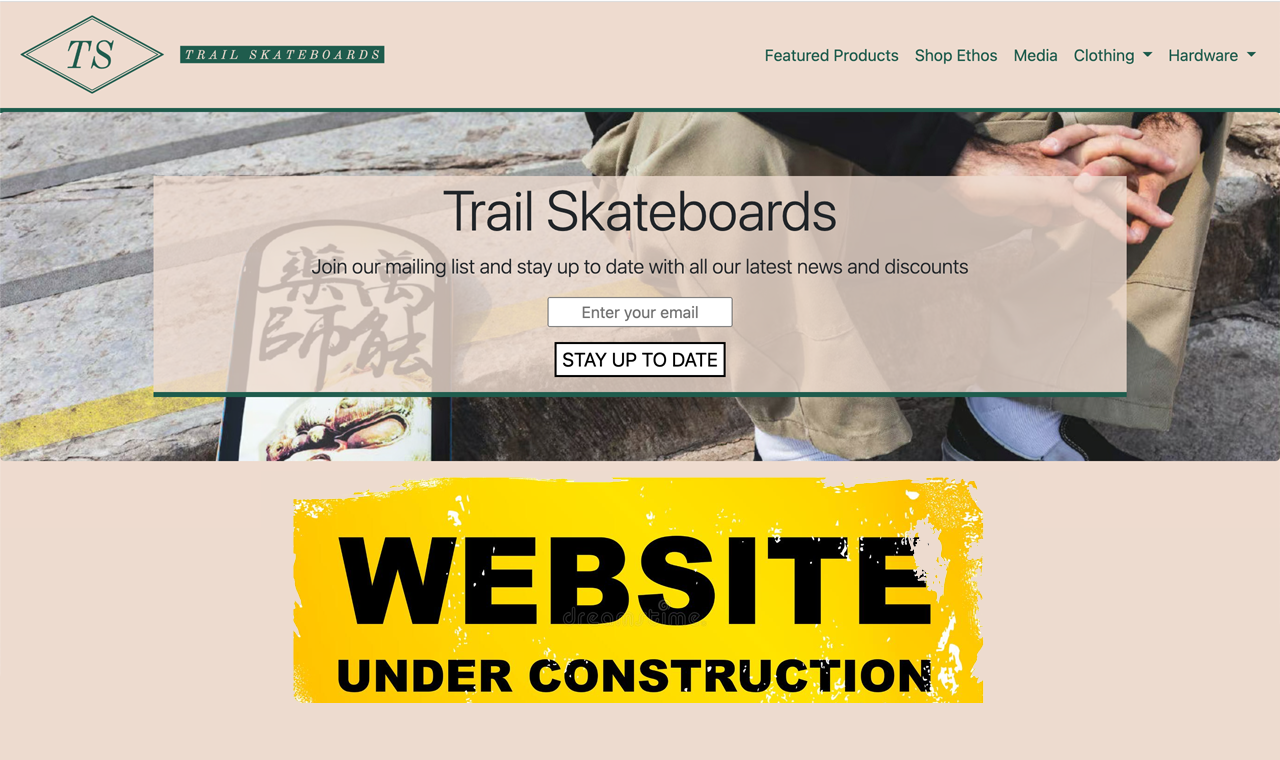 TS
TRAIL SKATEBOARDS
Featured Products Shop Ethos Media Clothing Hardware
Trail Skateboards
Join our mailing list and stay up to date with all our latest news and discounts
藥 萬
師 能
Enter your email
STAY UP TO DATE
WEBSITE
dreamstime
UNDER CONSTRUCTION